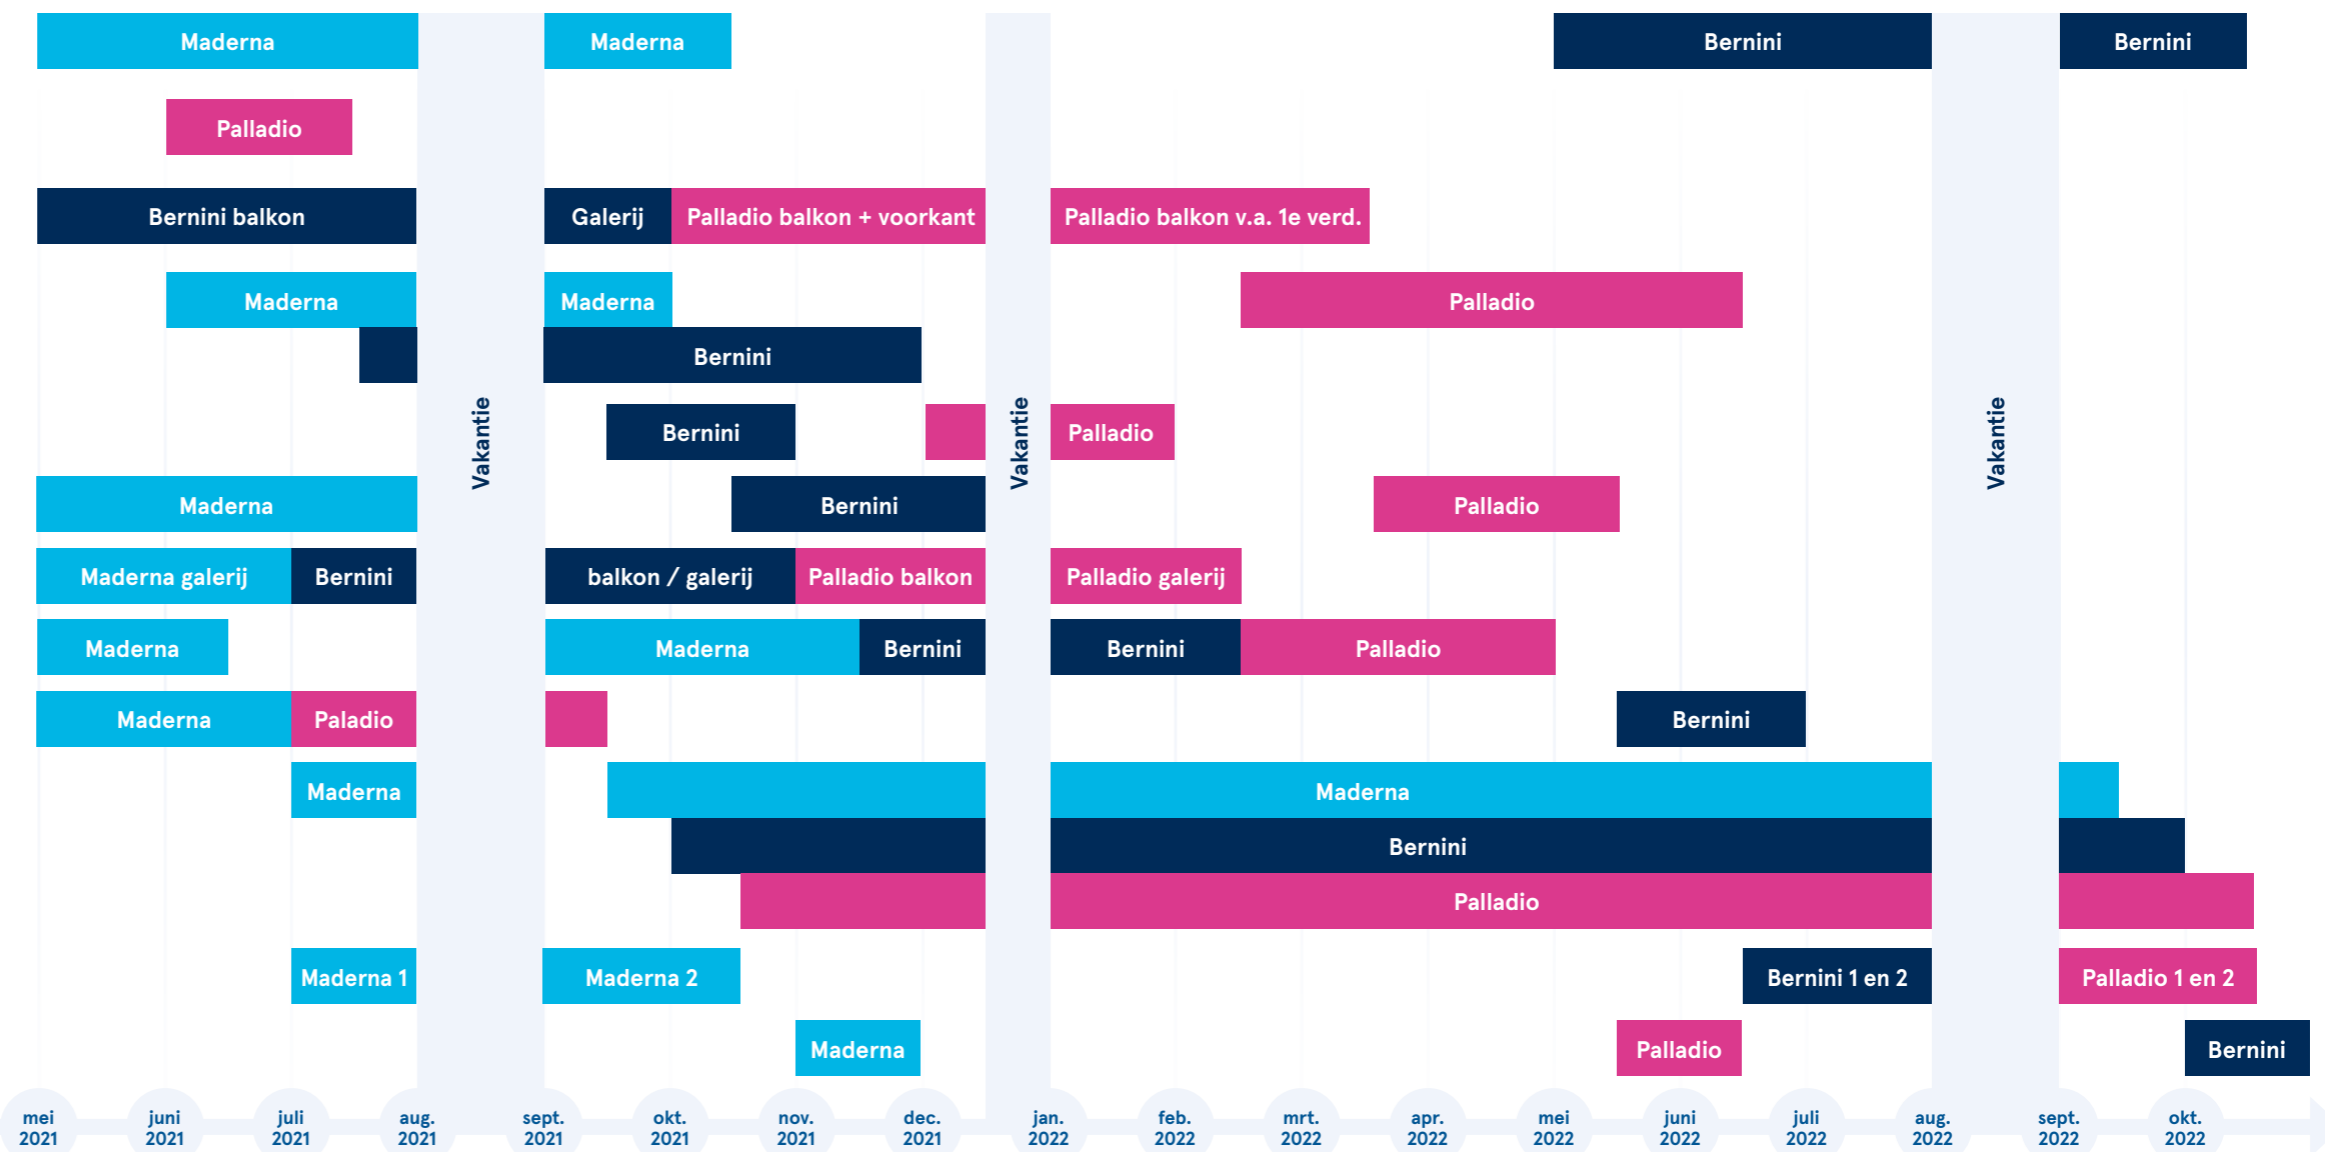 Maderna
Maderna
Bernini
Bernini
Palladio
Bernini balkon
Galerij
Palladio balkon + voorkant
Palladio balkon v.a. 1e verd.
Maderna
Maderna
Palladio
Bernini
Vakantie
Vakantie
Vakantie
Bernini
Palladio
Maderna
Bernini
Palladio
Maderna galerij
Bernini
balkon / galerij
Palladio balkon
Palladio galerij
Maderna
Maderna
Bernini
Bernini
Palladio
Maderna
Paladio
Bernini
Maderna
Maderna
Bernini
Palladio
Maderna 1
Maderna 2
Bernini 1 en 2
Palladio 1 en 2
Maderna
Palladio
Bernini
mei
2021
juni
2021
juli
2021
aug.
2021
sept.
2021
okt.
2021
nov.
2021
dec.
2021
jan.
2022
feb.
2022
mrt.
2022
apr.
2022
mei
2022
juni
2022
juli
2022
aug.
2022
sept.
2022
okt.
2022